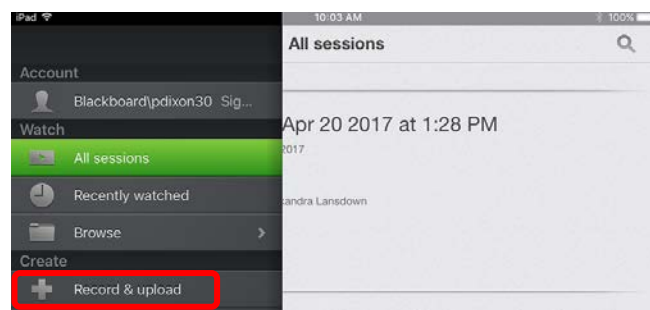 iPad 10:03 AM 100%
All sessions
Account
Blackboard\pdixon30 Sig...
Watch
Apr 20 2017 at 1:28 PM
All sessions
2017
Recently watched
Lansdown
Browse
Create
Record & upload